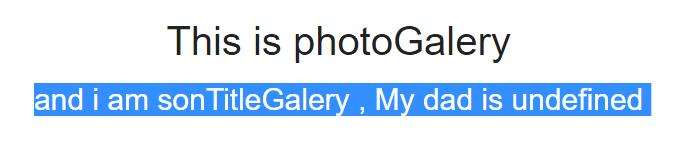 This is photoGalery
and i am sonTitleGalery , My dad is undefined